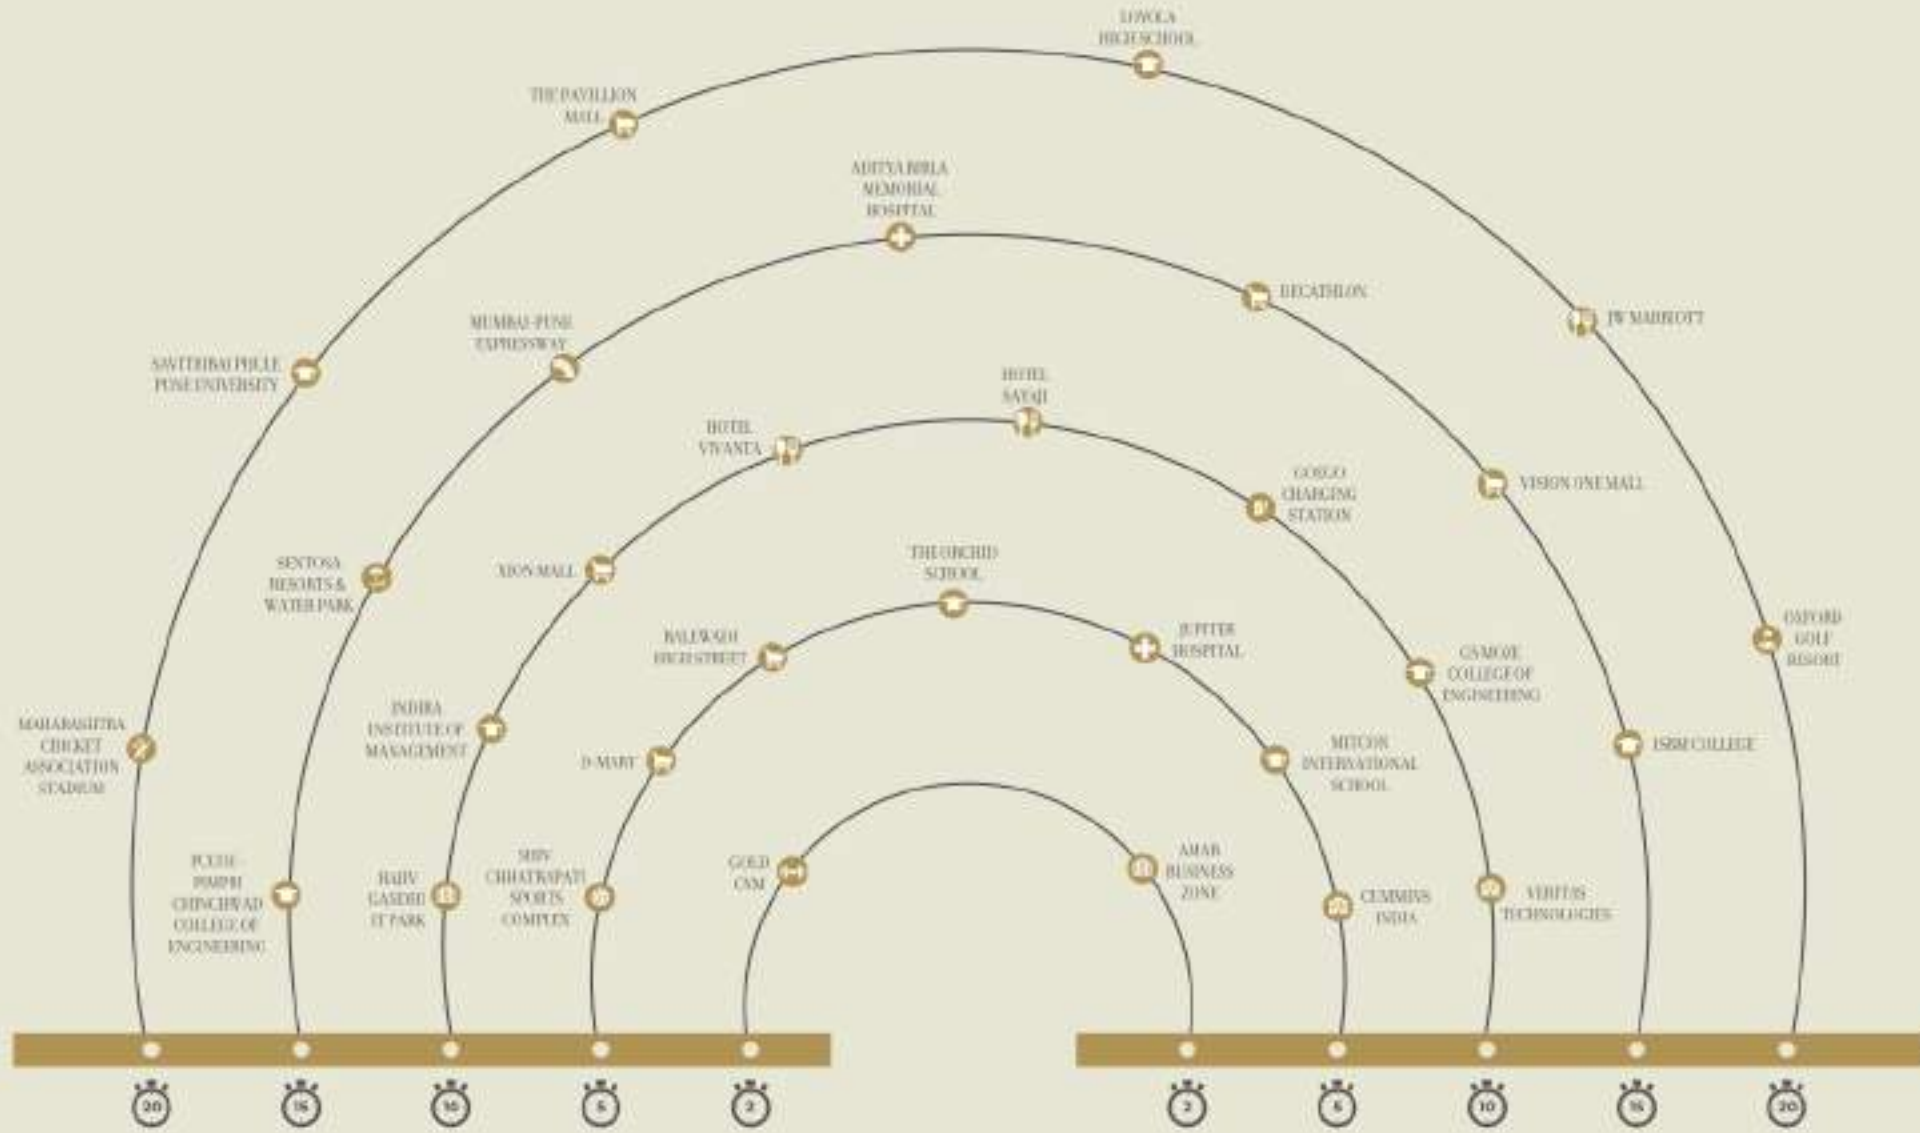 LOYOLA
HIGH SCHOOL
THE PAVILLION
MALL
ADITYA BIRLA
MEMORIAL
HOSPITAL
DECATHLON
MUMBAI-PUNE
EXPRESSWAY
JW MARRIOTT
SAVITRIBAI PHULE
PUNE UNIVERSITY
HOTEL
SAYAJI
HOTEL
VIVANTA
CHARGING
STATION
VISION ONE MALL
SENTOSA
RESORTS &
WATER PARK
XION MALL
THE ORCHID
SCHOOL
BALEWADI
HIGH STREET
JUPITER
HOSPITAL
OXFORD
GOLF
RESORT
GS MOZE
COLLEGE OF
ENGINEERING
INDIRA
INSTITUTE OF
MANAGEMENT
MAHARASHTRA
CRICKET
ASSOCIATION
STADIUM
D-MART
MITCON
INTERNATIONAL
SCHOOL
ISBM COLLEGE
PIMPRI
CHINCHWAD
COLLEGE OF
ENGINEERING
RAJIV
GANDHI
IT PARK
SHIV
CHHATRAPATI
SPORTS
COMPLEX
GOLD
GYM
AMAR
BUSINESS
ZONE
CUMMINS
INDIA
VERITAS
TECHNOLOGIES
20 15 10 5 2 2 5 10 15 20